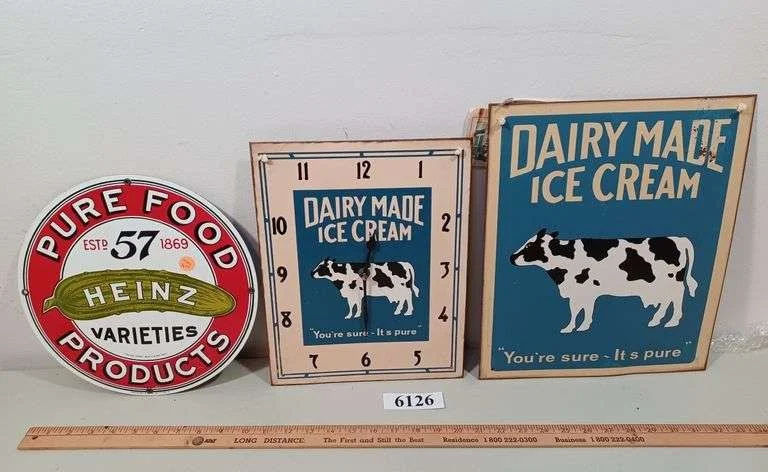 PURE FOOD
ESTD 57 1869
HEINZ
VARIETIES
PRODUCTS
11 12 1
10 2
9 3
8 4
7 6 5
DAIRY MADE
ICE CREAM
"You're sure - It's pure"
DAIRY MADE
ICE CREAM
"You're sure - It's pure"
6126
AT&T LONG DISTANCE. The First and Still the Best Residence 1 800 222-0300 Business 1 800 222-0400